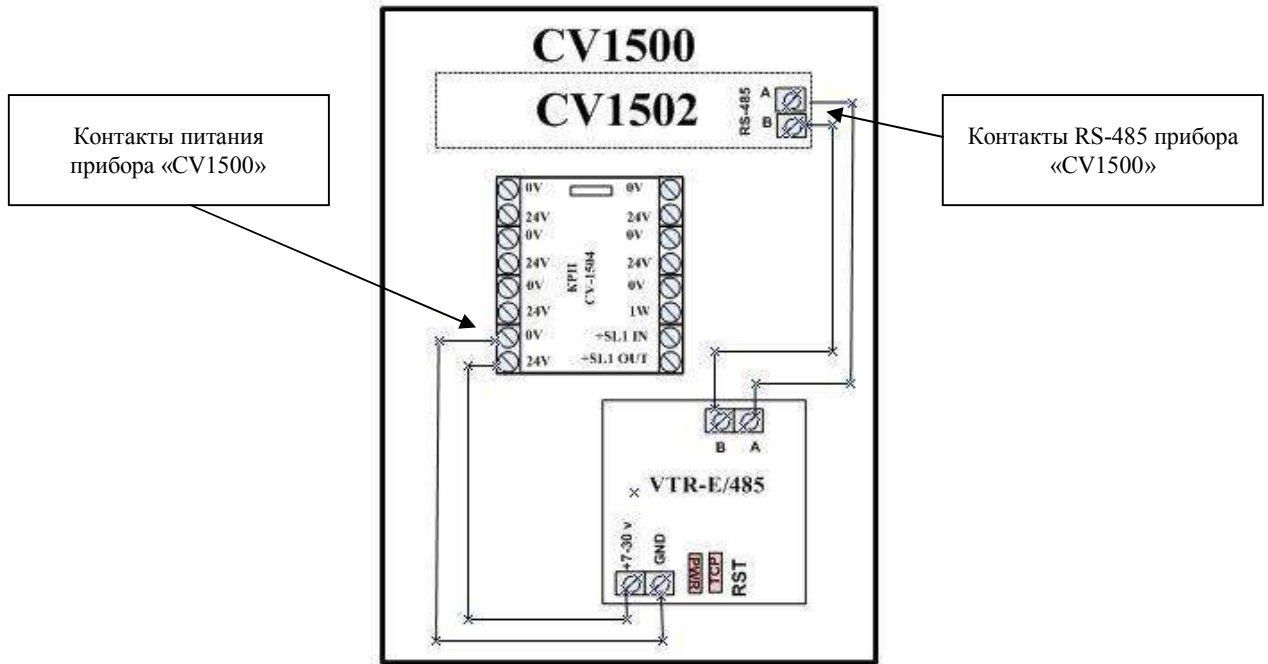 CV1500
CV1502
RS-485
A
B
Контакты питания
прибора «CV1500»
Контакты RS-485 прибора
«CV1500»
0V 0V
24V 24V
0V 0V
24V 24V
0V 0V
24V 1W
0V +SL1 IN
24V +SL1 OUT
КРП
CV-1504
B A
VTR-E/485
+7-30 v
GND
PWR
TCP
RST